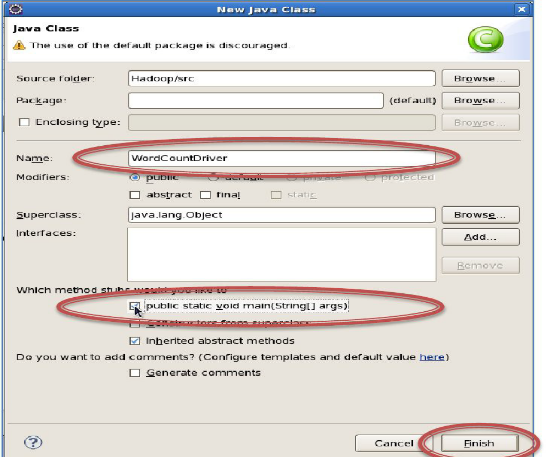 New Java Class
Java Class
The use of the default package is discouraged.
Source folder: Hadoop/src Browse...
Package: (default) Browse...
Enclosing type: Browse...
Name: WordCountDriver
Modifiers: public default private protected
abstract final static
Superclass: java.lang.Object Browse...
Interfaces: Add...
Remove
Which method stubs would you like to
public static void main(String[] args)
Constructors from superclass
Inherited abstract methods
Do you want to add comments? (Configure templates and default value here)
Generate comments
Cancel Finish